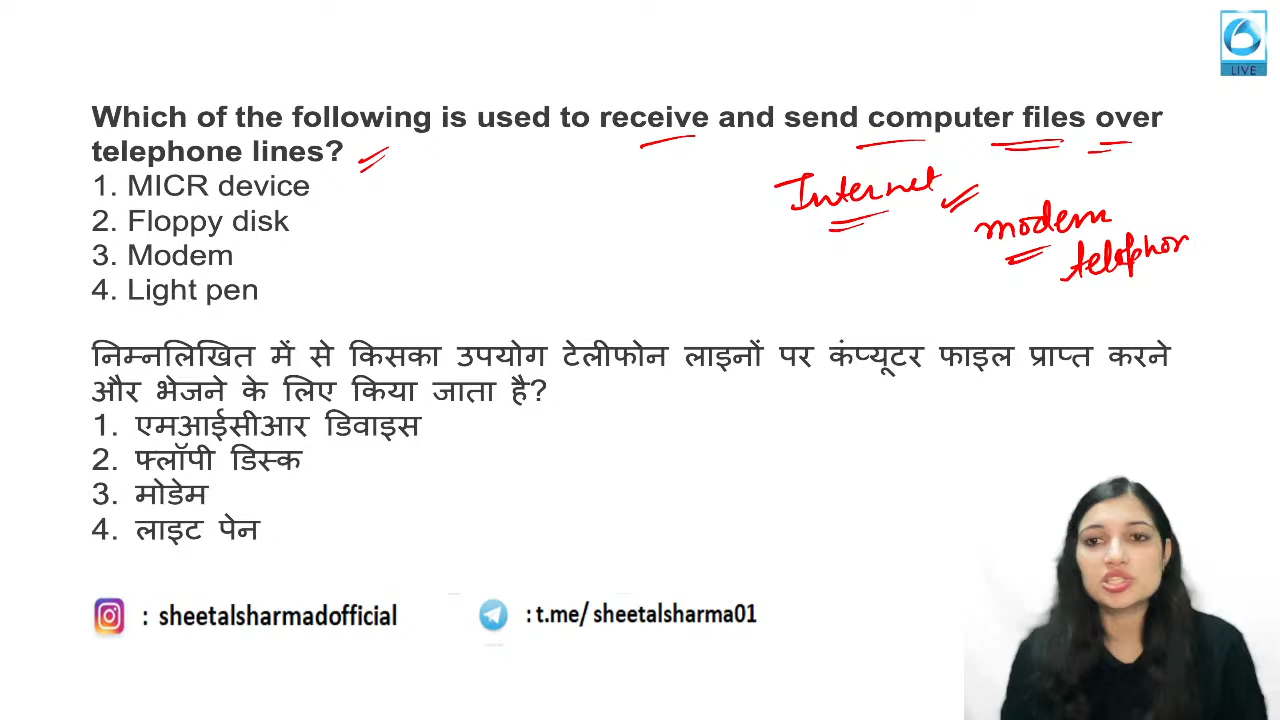 LIVE
Which of the following is used to receive and send computer files over
telephone lines?
1. MICR device
2. Floppy disk
3. Modem
4. Light pen
Internet
modem
telephon
निम्नलिखित में से किसका उपयोग टेलीफोन लाइनों पर कंप्यूटर फाइल प्राप्त करने
और भेजने के लिए किया जाता है?
1. एमआईसीआर डिवाइस
2. फ्लॉपी डिस्क
3. मोडेम
4. लाइट पेन
: sheetalsharmadofficial
: t.me/ sheetalsharma01